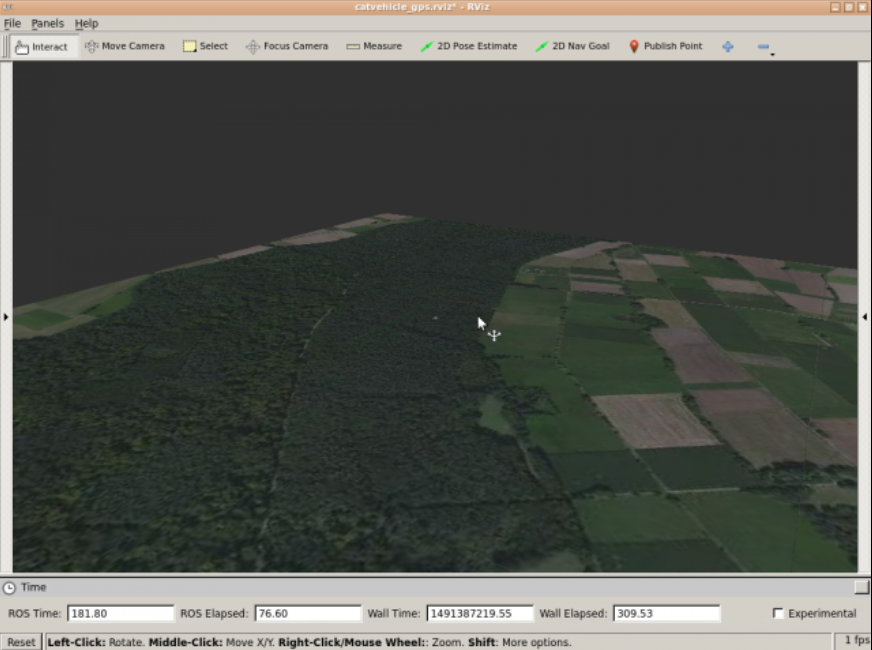 catvehicle_gps.rviz* - RViz
File Panels Help
Interact Move Camera Select Focus Camera Measure 2D Pose Estimate 2D Nav Goal Publish Point
Time
ROS Time: 181.80 ROS Elapsed: 76.60 Wall Time: 1491387219.55 Wall Elapsed: 309.53 Experimental
Reset Left-Click: Rotate. Middle-Click: Move X/Y. Right-Click/Mouse Wheel:: Zoom. Shift: More options. 1 fps